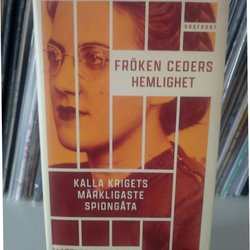 ORDFRONT
FRÖKEN CEDERS
HEMLIGHET
KALLA KRIGETS
MÄRKLIGASTE
SPIONGÅTA